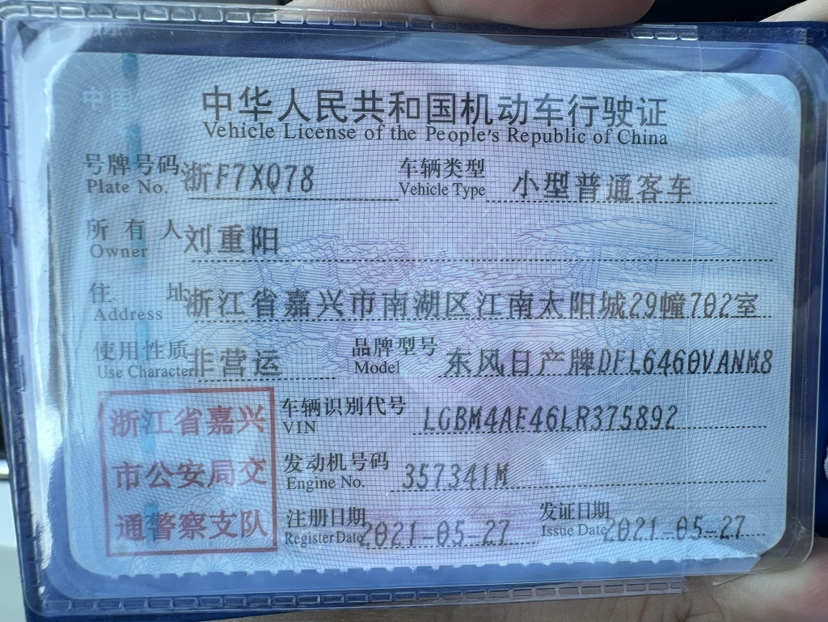 中华人民共和国机动车行驶证
Vehicle License of the People's Republic of China
号牌号码 浙F7XQ78 车辆类型 小型普通客车
Plate No. Vehicle Type
所有人 刘重阳
Owner
住址 浙江省嘉兴市南湖区江南太阳城29幢702室
Address
使用性质 非营运 品牌型号 东风日产牌DFL6460VANM8
Use Character Model
浙江省嘉兴
市公安局交
通警察支队
车辆识别代号 LGBM4AE46LR375892
VIN
发动机号码 357341M
Engine No.
注册日期 2021-05-27 发证日期 2021-05-27
Register Date Issue Date